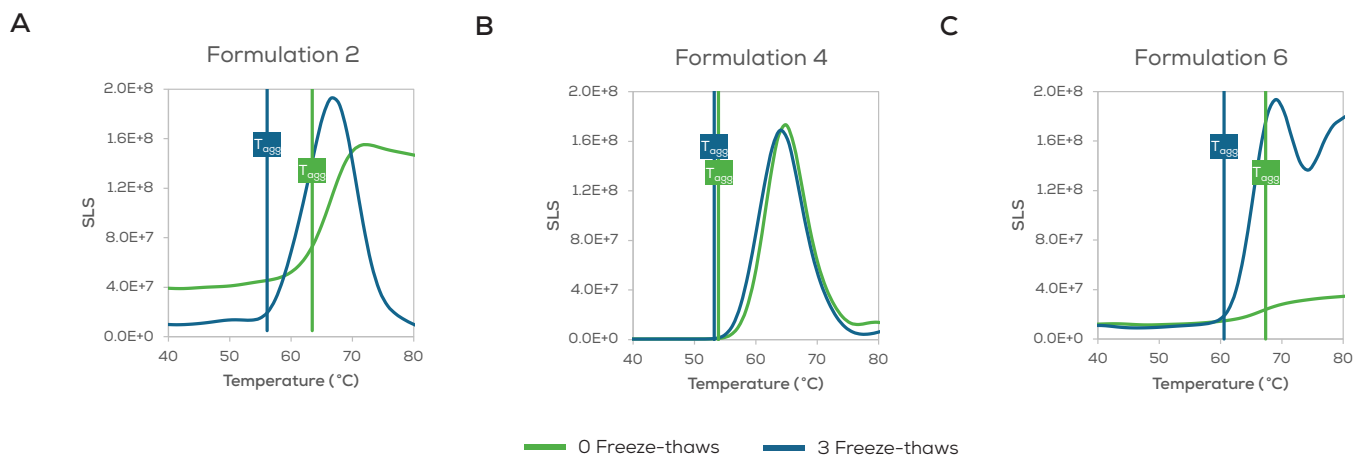 A
Formulation 2
2.0E+8
1.6E+8
1.2E+8
8.0E+7
4.0E+7
0.0E+0
SLS
Tagg
Tagg
40 50 60 70 80
Temperature (°C)
B
Formulation 4
2.0E+8
1.6E+8
1.2E+8
8.0E+7
4.0E+7
0.0E+0
SLS
Tagg
Tagg
40 50 60 70 80
Temperature (°C)
C
Formulation 6
2.0E+8
1.6E+8
1.2E+8
8.0E+7
4.0E+7
0.0E+0
SLS
Tagg
Tagg
40 50 60 70 80
Temperature (°C)
0 Freeze-thaws 3 Freeze-thaws